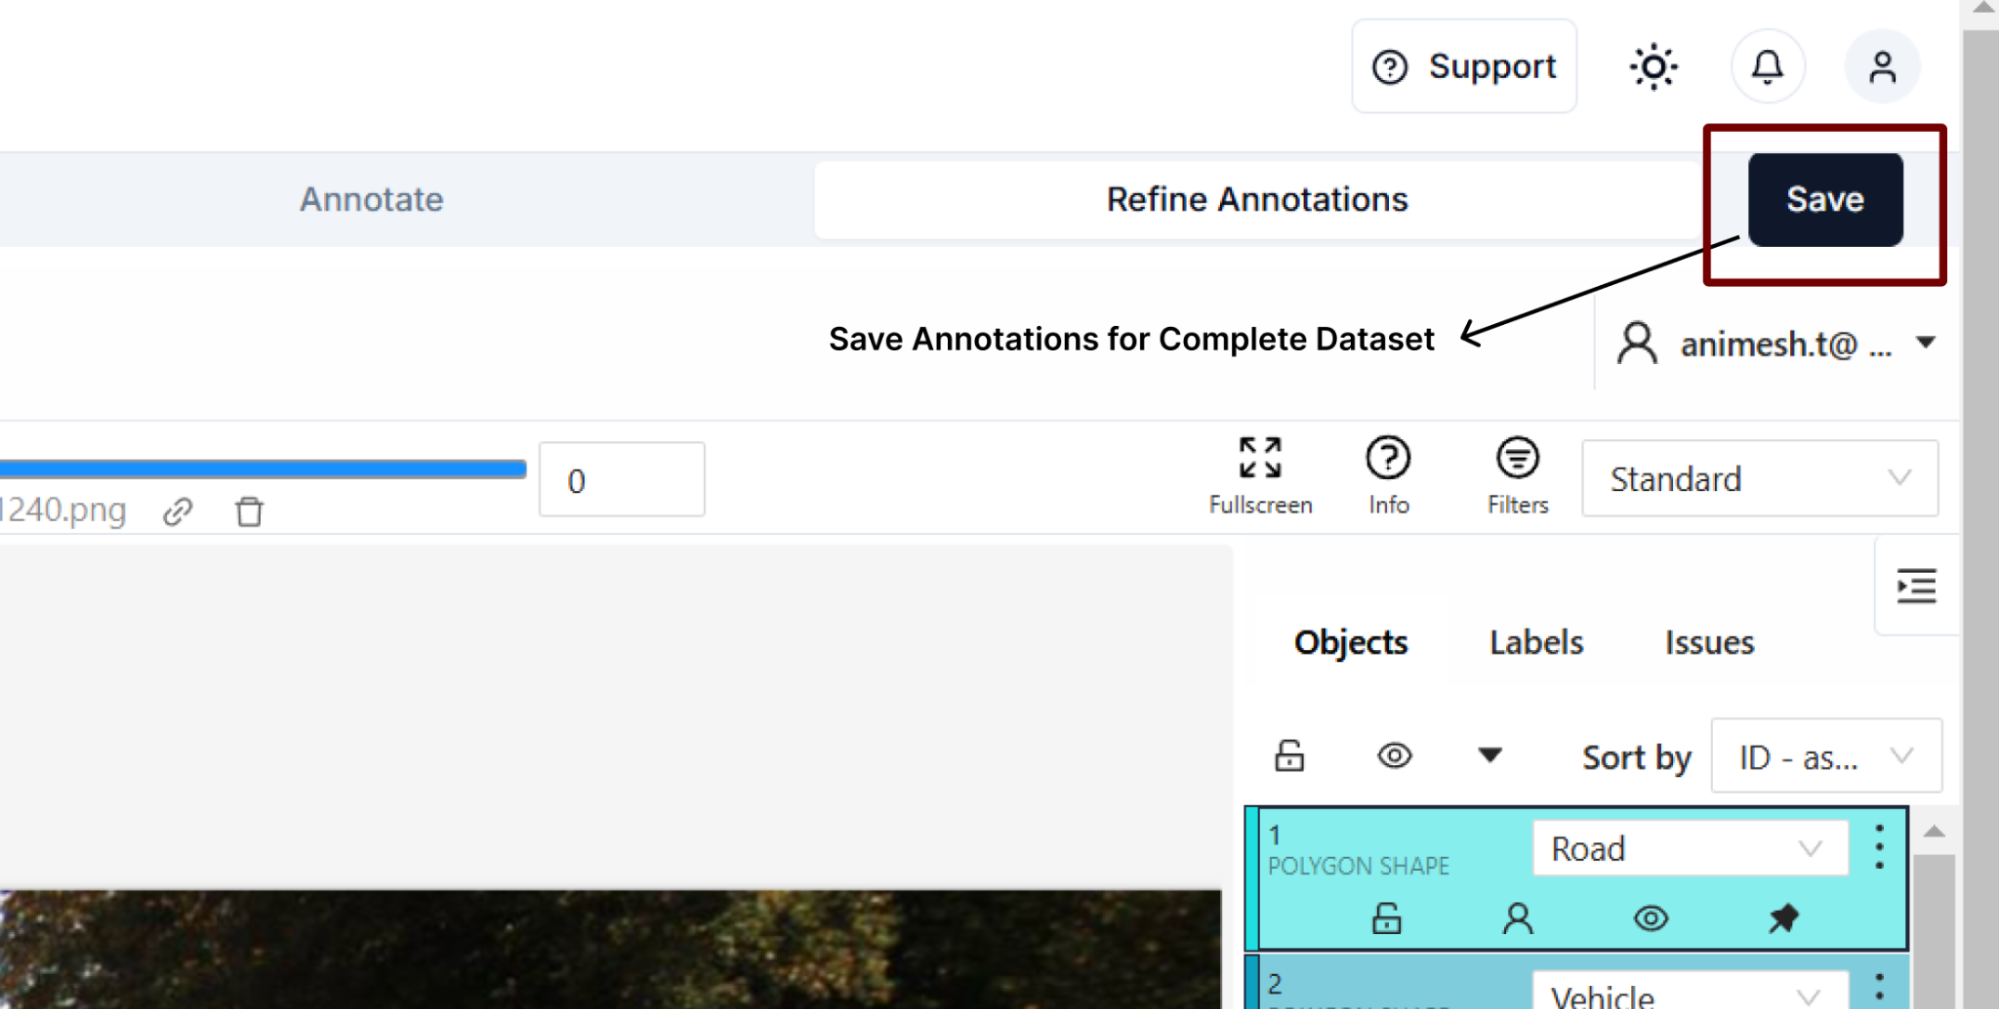 Support
Annotate
Refine Annotations
Save
Save Annotations for Complete Dataset
animesh.t@ ...
1240.png
0
Fullscreen
Info
Filters
Standard
Objects
Labels
Issues
Sort by
ID - as...
1
POLYGON SHAPE
Road
2
Vehicle